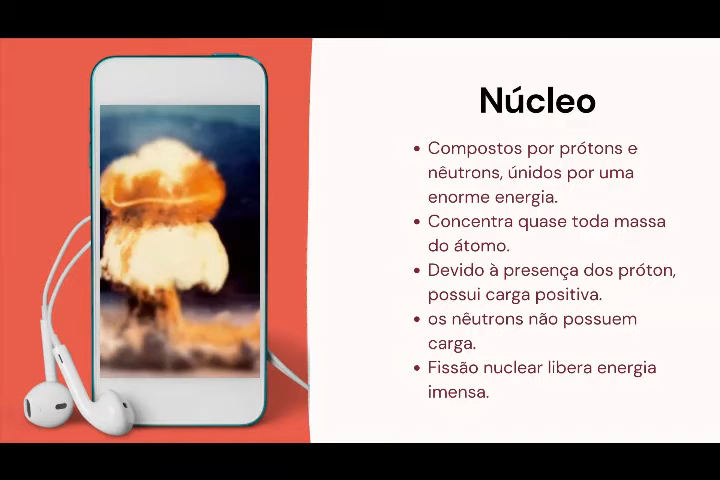 Núcleo
• Compostos por prótons e
nêutrons, únidos por uma
enorme energia.
• Concentra quase toda massa
do átomo.
• Devido à presença dos próton,
possui carga positiva.
• os nêutrons não possuem
carga.
• Fissão nuclear libera energia
imensa.